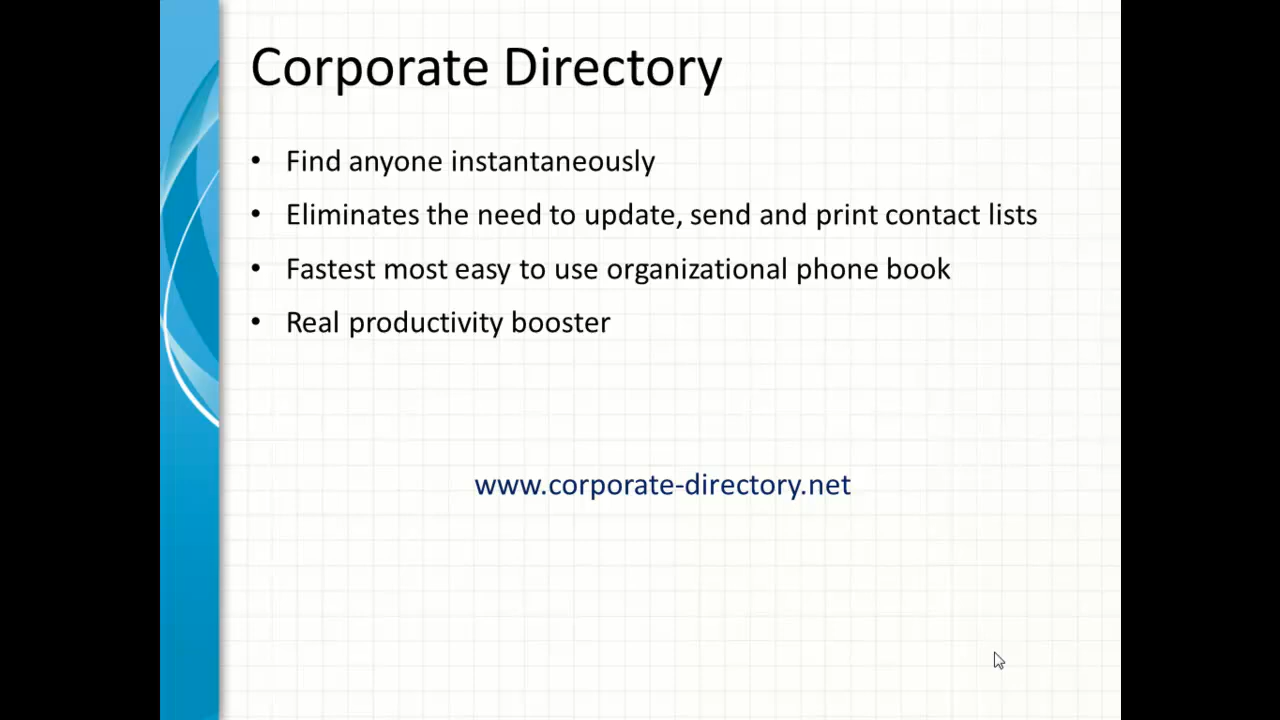 Corporate Directory
• Find anyone instantaneously
• Eliminates the need to update, send and print contact lists
• Fastest most easy to use organizational phone book
• Real productivity booster
www.corporate-directory.net